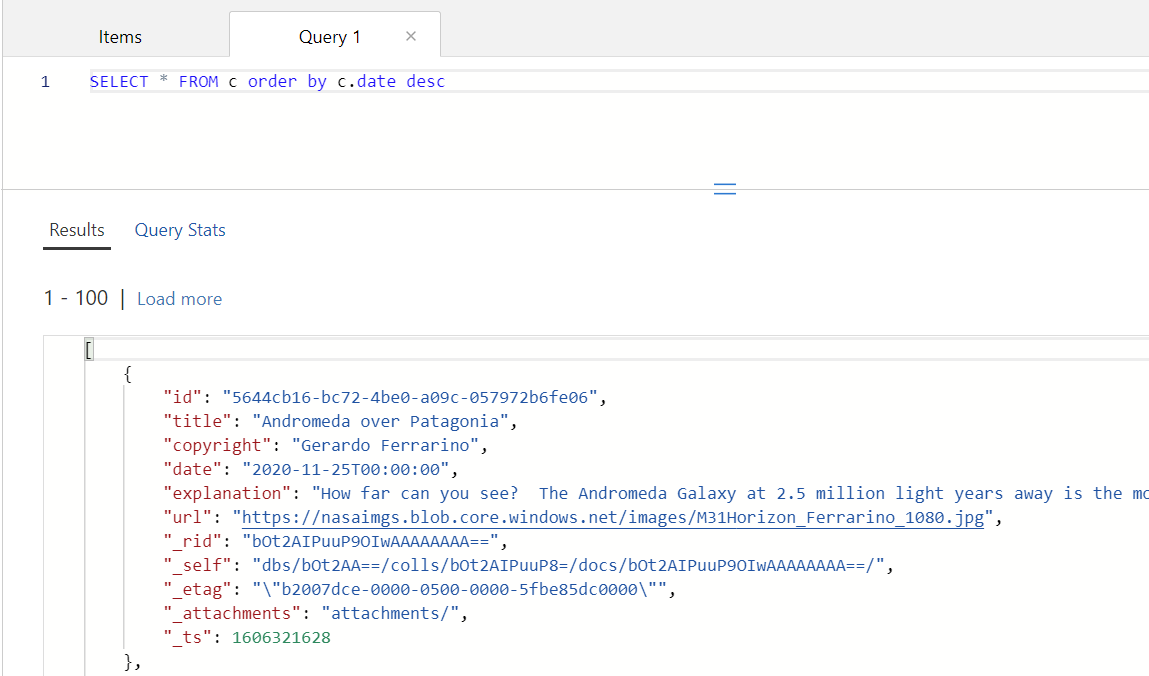 Items
Query 1 ×
1 SELECT * FROM c order by c.date desc
Results Query Stats
1 - 100 | Load more
[
{
"id": "5644cb16-bc72-4be0-a09c-057972b6fe06",
"title": "Andromeda over Patagonia",
"copyright": "Gerardo Ferrarino",
"date": "2020-11-25T00:00:00",
"explanation": "How far can you see?  The Andromeda Galaxy at 2.5 million light years away is the mo
"url": "https://nasaimgs.blob.core.windows.net/images/M31Horizon_Ferrarino_1080.jpg",
"_rid": "bOt2AIPuuP9OIwAAAAAAAA==",
"_self": "dbs/bOt2AA==/colls/bOt2AIPuuP8=/docs/bOt2AIPuuP9OIwAAAAAAAA==/",
"_etag": "\"b2007dce-0000-0500-0000-5fbe85dc0000\"",
"_attachments": "attachments/",
"_ts": 1606321628
},